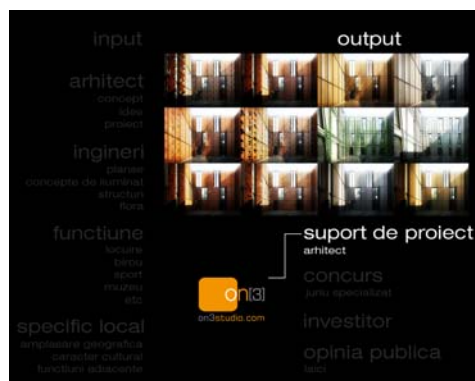 input
output
arhitect
concept
idee
proiect
ingineri
planse
concepte de iluminat
structuri
flora
functiune
locuire
birou
sport
muzeu
etc
specific local
amplasare geografica
caracter cultural
functiuni adiacente
suport de proiect
arhitect
on[3]
on3studio.com
concurs
juriu specializat
investitor
opinia publica
laici